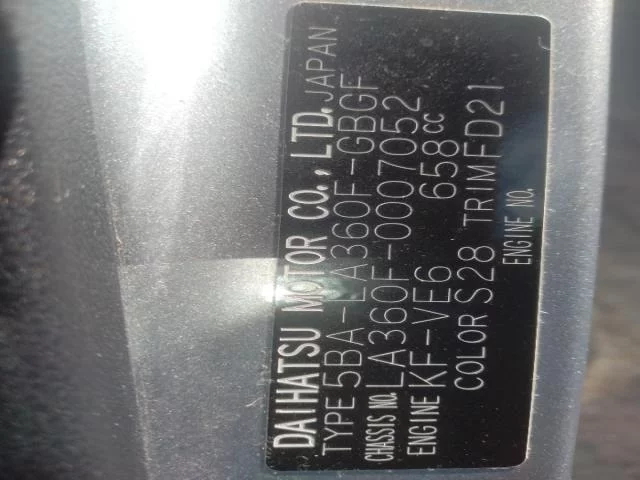 DAIHATSU MOTOR CO., LTD. JAPAN
TYPE 5BA-LA360F-GBGF
CHASSIS NO. LA360F-0007052
ENGINE KF-VE6 658cc
COLOR S28 TRIM FD21
ENGINE NO.